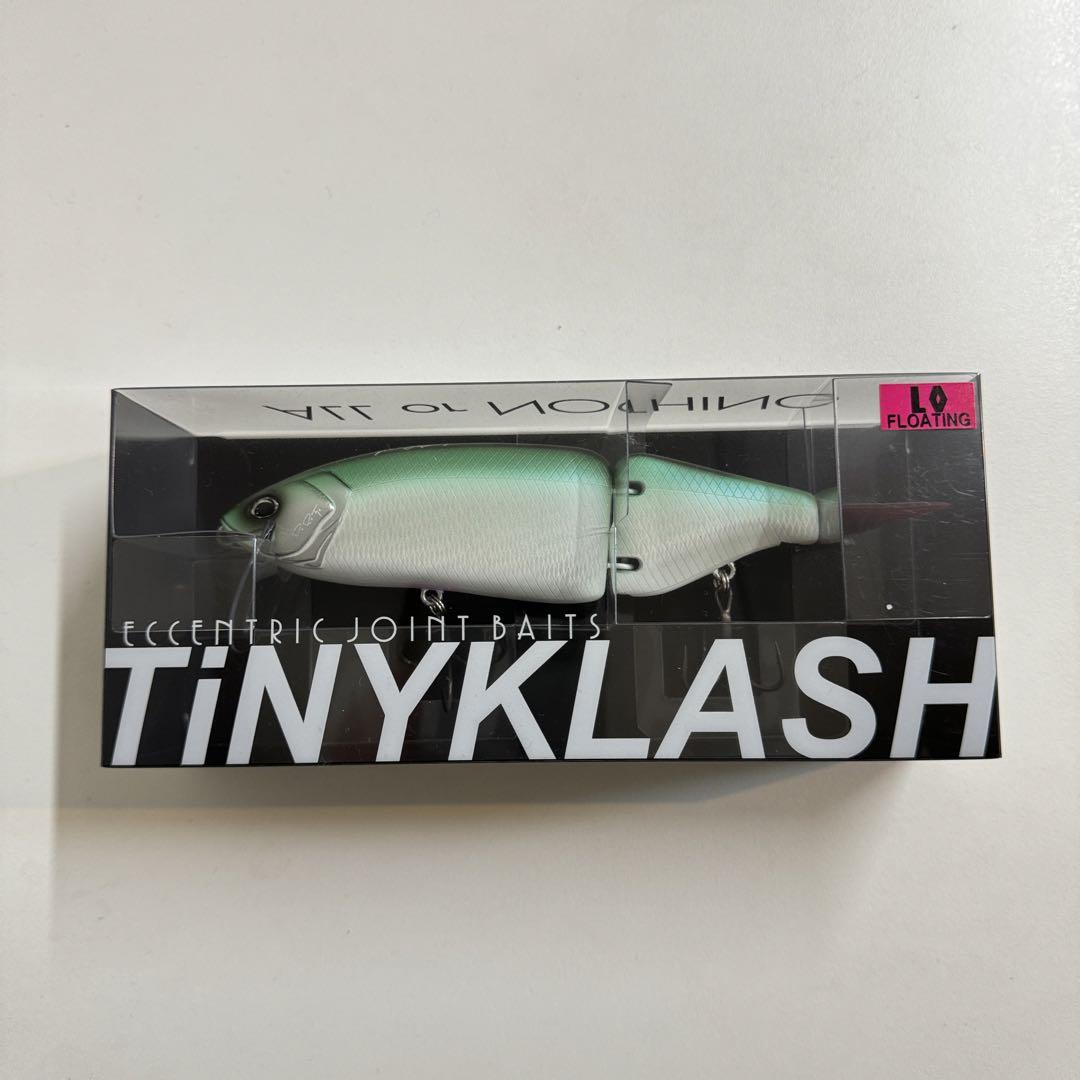 ALL or NOTHING
LO
FLOATING
ECCENTRIC JOINT BAITS
TiNYKLASH